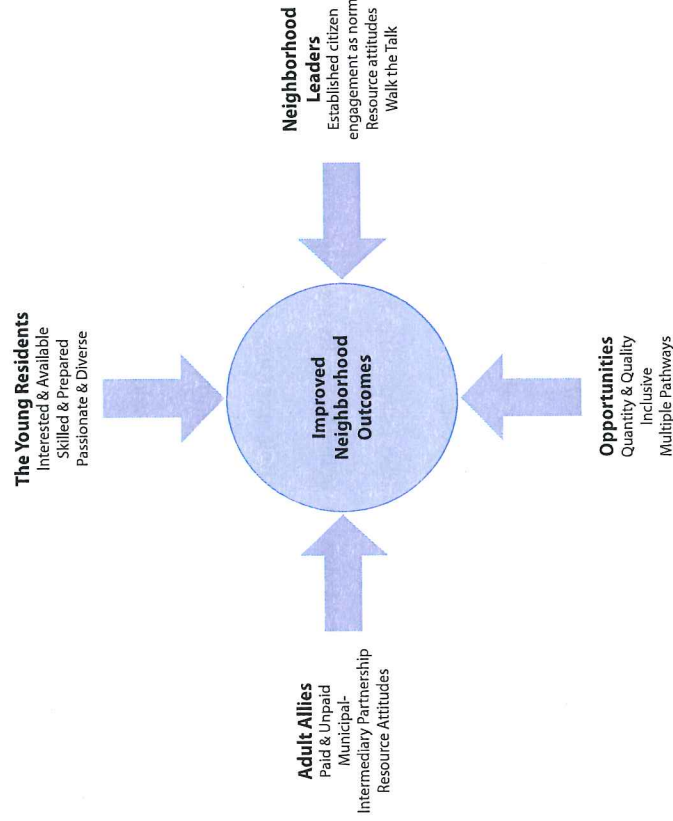 The Young Residents
Interested & Available
Skilled & Prepared
Passionate & Diverse
Adult Allies
Paid & Unpaid
Municipal-
Intermediary Partnership
Resource Attitudes
Improved
Neighborhood
Outcomes
Neighborhood
Leaders
Established citizen
engagement as norm
Resource attitudes
Walk the Talk
Opportunities
Quantity & Quality
Inclusive
Multiple Pathways